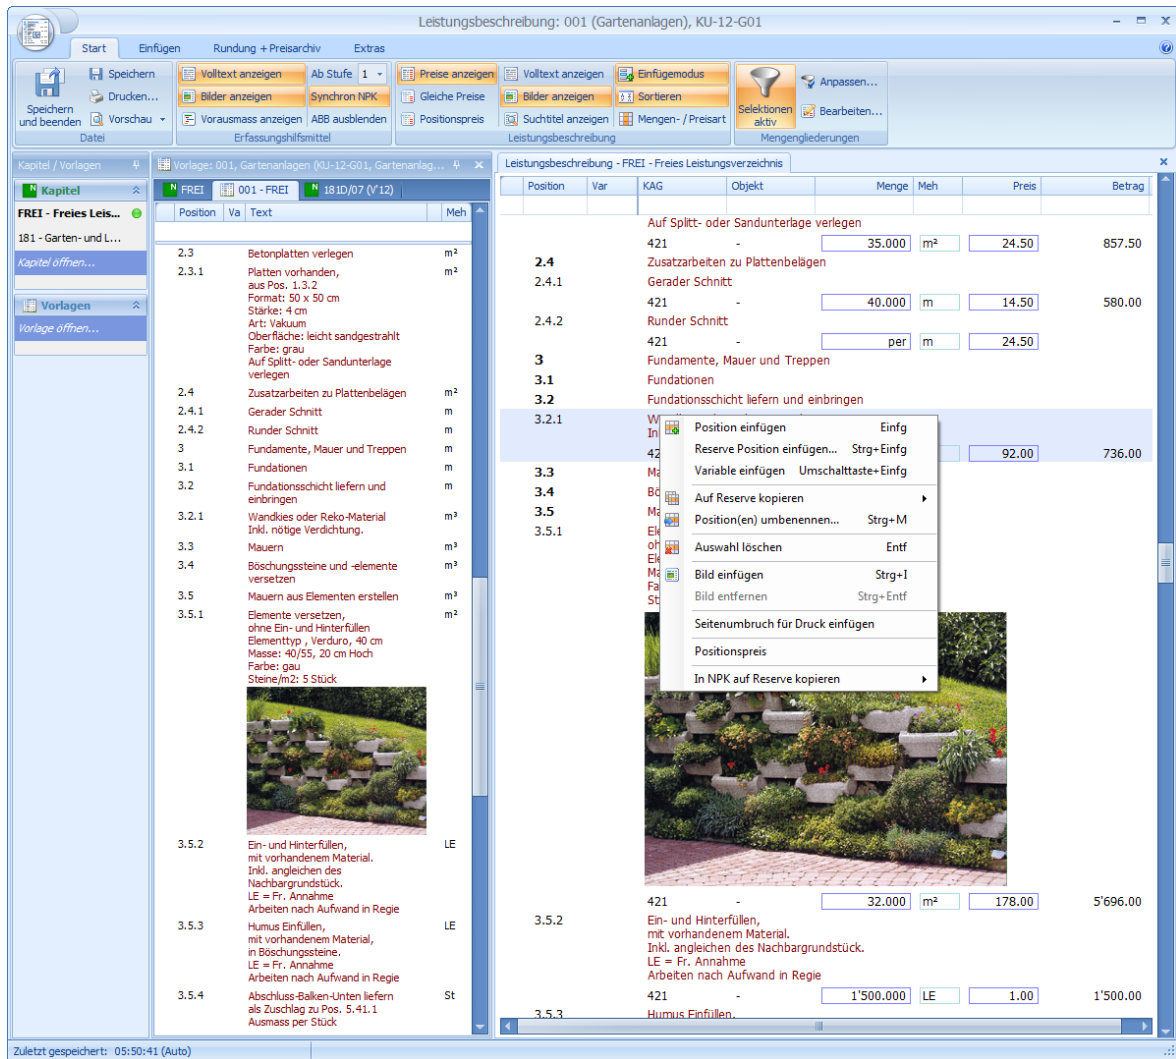 Leistungsbeschreibung: 001 (Gartenanlagen), KU-12-G01
Start Einfügen Rundung + Preisarchiv Extras
Speichern und beenden
Speichern
Drucken...
Vorschau
Datei
Volltext anzeigen
Bilder anzeigen
Vorausmass anzeigen
Ab Stufe 1
Synchron NPK
ABB ausblenden
Erfassungshilfsmittel
Preise anzeigen
Gleiche Preise
Positionspreis
Volltext anzeigen
Bilder anzeigen
Suchtitel anzeigen
Einfügemodus
Sortieren
Mengen- / Preisart
Leistungsbeschreibung
Selektionen aktiv
Anpassen...
Bearbeiten...
Mengengliederungen
Kapitel / Vorlagen
Kapitel
FREI - Freies Leis...
181 - Garten- und L...
Kapitel öffnen...
Vorlagen
Vorlage öffnen...
Vorlage: 001, Gartenanlagen (KU-12-G01, Gartenanlag...
FREI 001 - FREI 181D/07 (V'12)
Position Va Text Meh
2.3 Betonplatten verlegen m²
2.3.1 Platten vorhanden, m²
aus Pos. 1.3.2
Format: 50 x 50 cm
Stärke: 4 cm
Art: Vakuum
Oberfläche: leicht sandgestrahlt
Farbe: grau
Auf Splitt- oder Sandunterlage
verlegen
2.4 Zusatzarbeiten zu Plattenbelägen m²
2.4.1 Gerader Schnitt m
2.4.2 Runder Schnitt m
3 Fundamente, Mauer und Treppen m
3.1 Fundationen m
3.2 Fundationsschicht liefern und m
einbringen
3.2.1 Wandkies oder Reko-Material m³
Inkl. nötige Verdichtung.
3.3 Mauern m³
3.4 Böschungssteine und -elemente m³
versetzen
3.5 Mauern aus Elementen erstellen m³
3.5.1 Elemente versetzen, m²
ohne Ein- und Hinterfüllen
Elementtyp , Verduro, 40 cm
Masse: 40/55, 20 cm Hoch
Farbe: gau
Steine/m2: 5 Stück
3.5.2 Ein- und Hinterfüllen, LE
mit vorhandenem Material.
Inkl. angleichen des
Nachbargrundstück.
LE = Fr. Annahme
Arbeiten nach Aufwand in Regie
3.5.3 Humus Einfüllen, LE
mit vorhandenem Material,
in Böschungssteine.
LE = Fr. Annahme
Arbeiten nach Aufwand in Regie
3.5.4 Abschluss-Balken-Unten liefern St
als Zuschlag zu Pos. 5.41.1
Ausmass per Stück
Leistungsbeschreibung - FREI - Freies Leistungsverzeichnis
Position Var KAG Objekt Menge Meh Preis Betrag
Auf Splitt- oder Sandunterlage verlegen
421 - 35.000 m² 24.50 857.50
2.4 Zusatzarbeiten zu Plattenbelägen
2.4.1 Gerader Schnitt
421 - 40.000 m 14.50 580.00
2.4.2 Runder Schnitt
421 - per m 24.50
3 Fundamente, Mauer und Treppen
3.1 Fundationen
3.2 Fundationsschicht liefern und einbringen
3.2.1
In
42 92.00 736.00
3.3 Ma
3.4 Bö
3.5 Ma
3.5.1 Ele
oh
Ele
Ma
Fa
St
Position einfügen Einfg
Reserve Position einfügen... Strg+Einfg
Variable einfügen Umschalttaste+Einfg
Auf Reserve kopieren
Position(en) umbenennen... Strg+M
Auswahl löschen Entf
Bild einfügen Strg+I
Bild entfernen Strg+Entf
Seitenumbruch für Druck einfügen
Positionspreis
In NPK auf Reserve kopieren
421 - 32.000 m² 178.00 5'696.00
3.5.2 Ein- und Hinterfüllen,
mit vorhandenem Material.
Inkl. angleichen des Nachbargrundstück.
LE = Fr. Annahme
Arbeiten nach Aufwand in Regie
421 - 1'500.000 LE 1.00 1'500.00
3.5.3 Humus Einfüllen,
Zuletzt gespeichert: 05:50:41 (Auto)